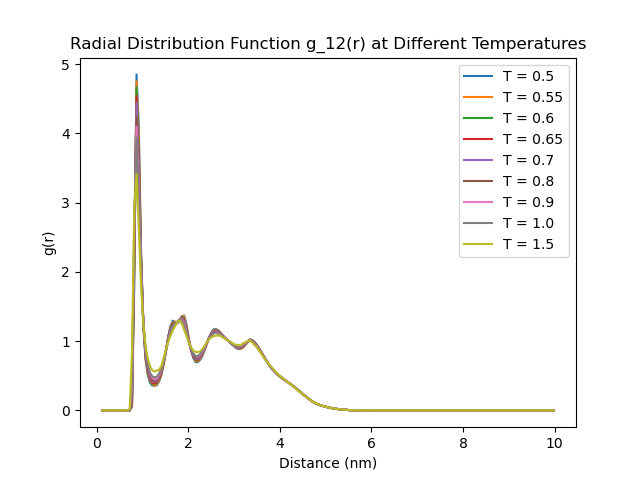 Radial Distribution Function g_12(r) at Different Temperatures
g(r)
5
4
3
2
1
0
0 2 4 6 8 10
Distance (nm)
T = 0.5
T = 0.55
T = 0.6
T = 0.65
T = 0.7
T = 0.8
T = 0.9
T = 1.0
T = 1.5